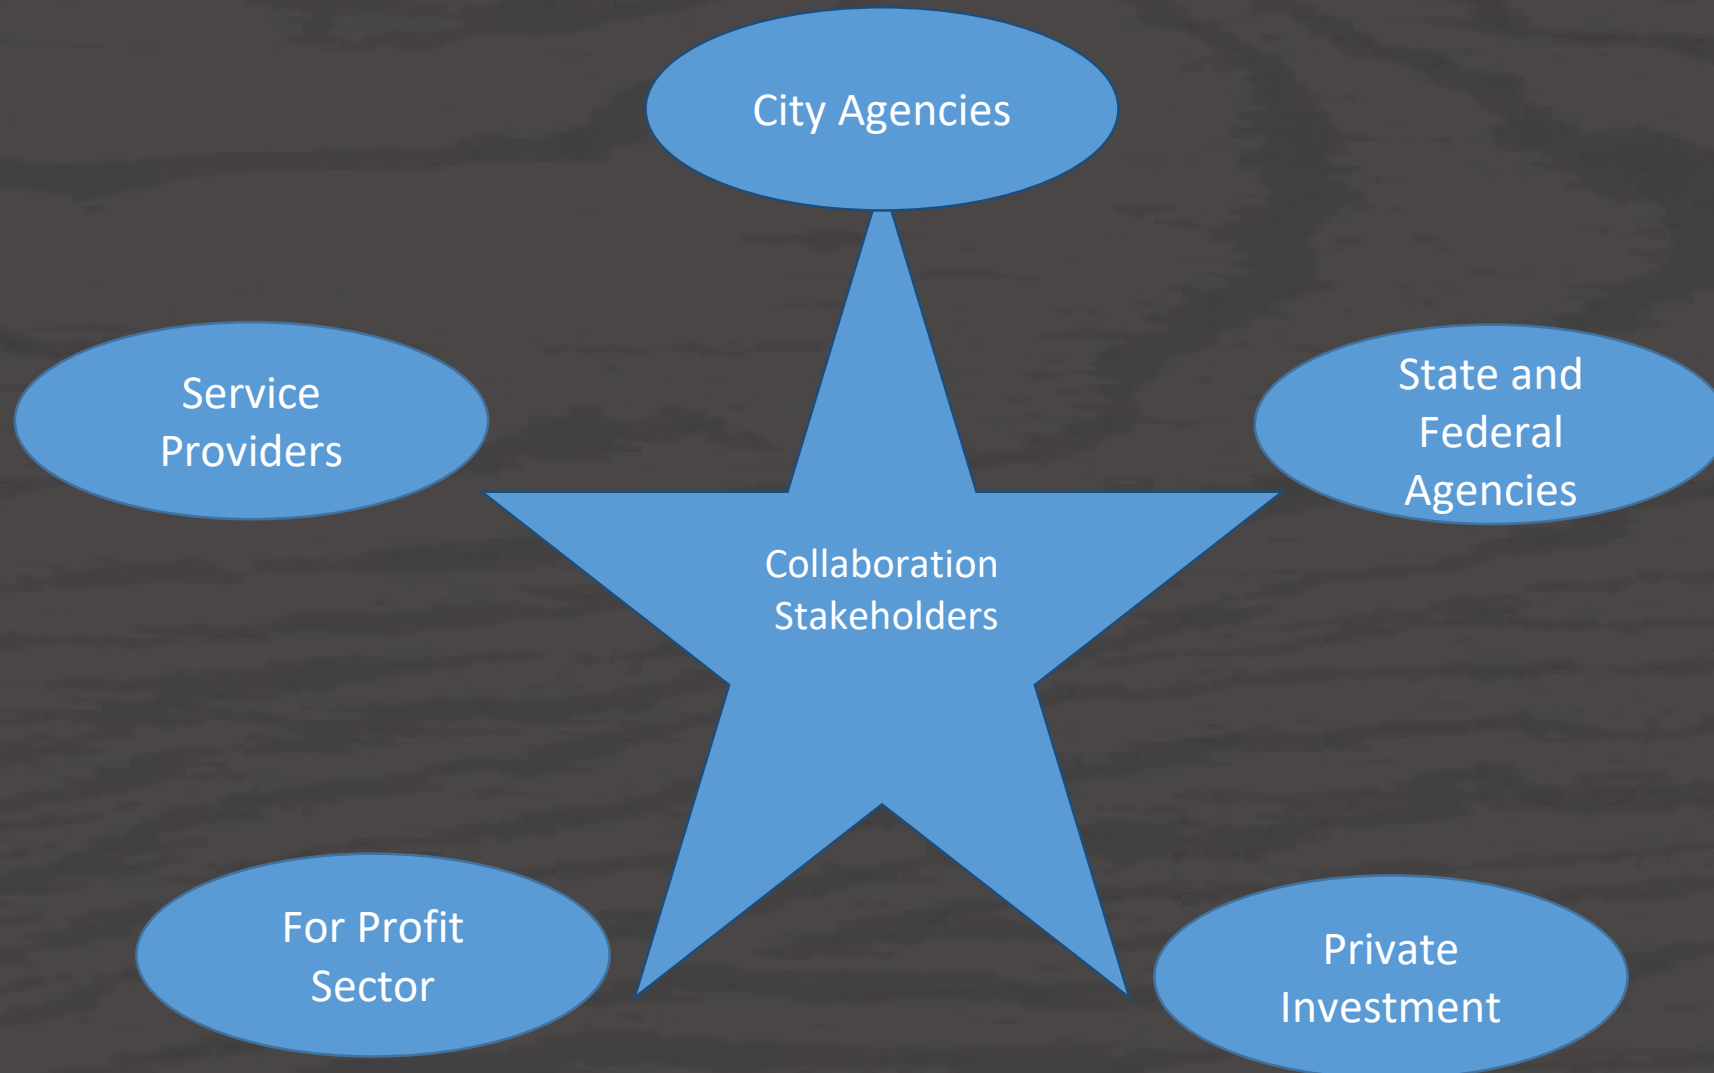 City Agencies
Service
Providers
State and
Federal
Agencies
Collaboration
Stakeholders
For Profit
Sector
Private
Investment